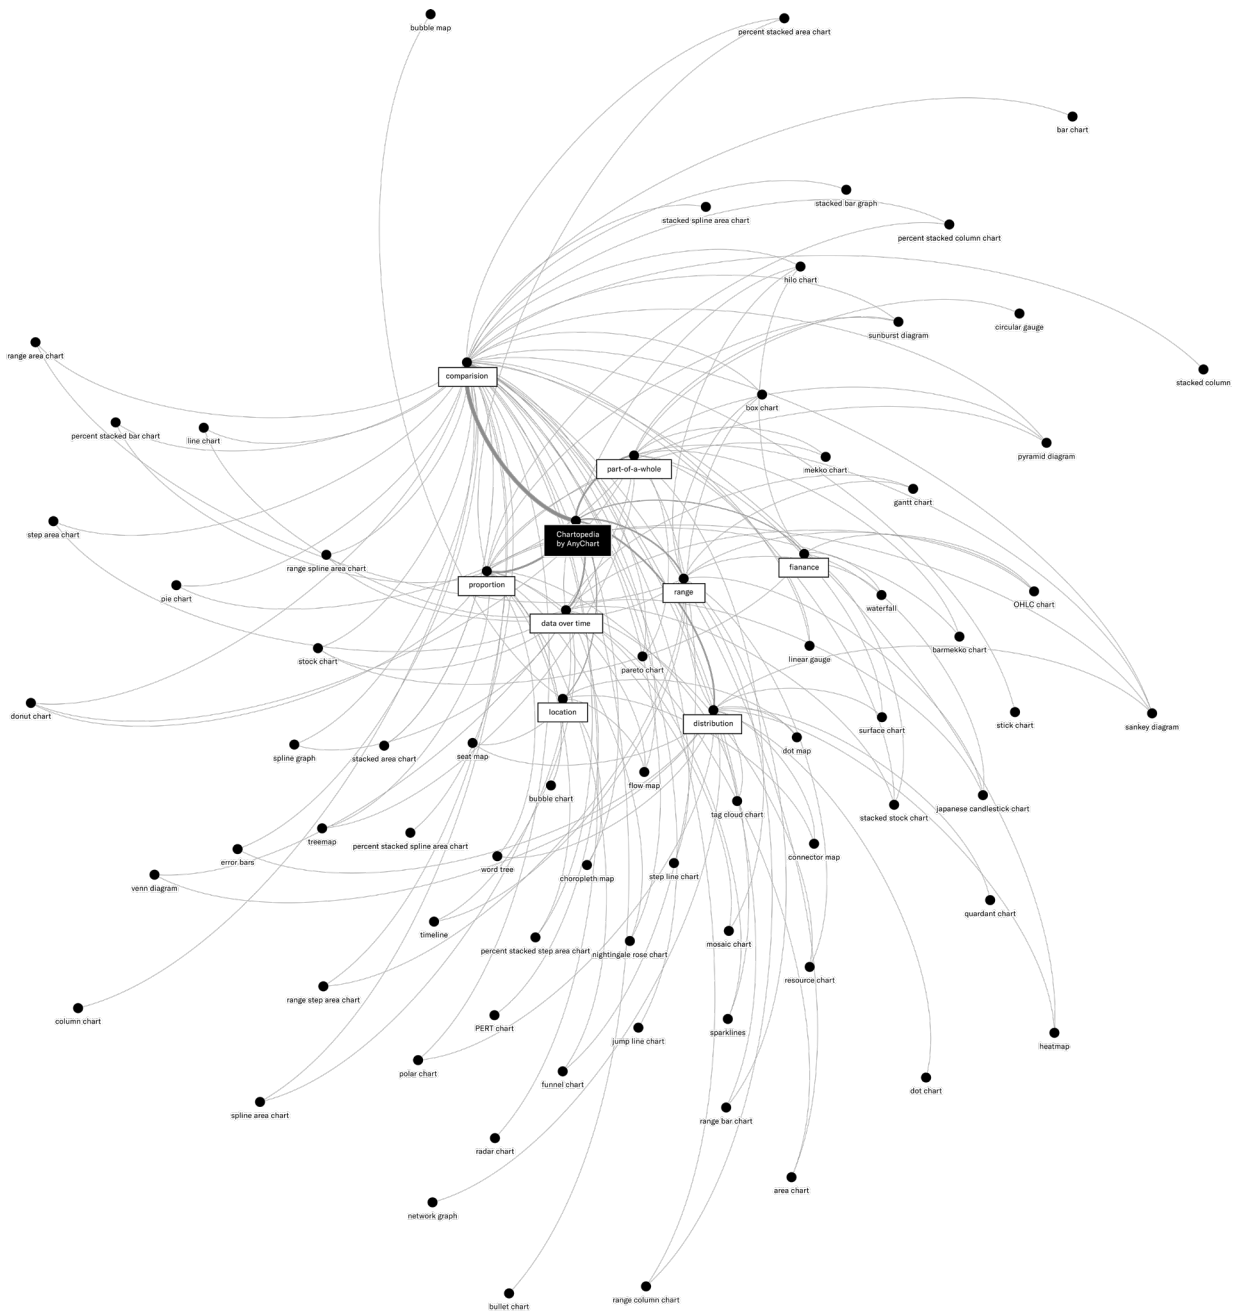 bubble map
percent stacked area chart
bar chart
stacked bar graph
stacked spline area chart
percent stacked column chart
hilo chart
circular gauge
sunburst diagram
range area chart
comparision
stacked column
box chart
percent stacked bar chart
line chart
pyramid diagram
part-of-a-whole
mekko chart
gantt chart
step area chart
Chartopedia
by AnyChart
range spline area chart
fianance
pie chart
proportion
range
OHLC chart
waterfall
data over time
barmekko chart
stock chart
linear gauge
pareto chart
donut chart
location
distribution
surface chart
stick chart
sankey diagram
spline graph
stacked area chart
seat map
dot map
flow map
bubble chart
tag cloud chart
stacked stock chart
japanese candlestick chart
treemap
percent stacked spline area chart
error bars
word tree
connector map
venn diagram
choropleth map
step line chart
quardant chart
timeline
percent stacked step area chart
nightingale rose chart
mosaic chart
range step area chart
resource chart
column chart
PERT chart
jump line chart
sparklines
heatmap
polar chart
funnel chart
dot chart
spline area chart
range bar chart
radar chart
area chart
network graph
bullet chart
range column chart